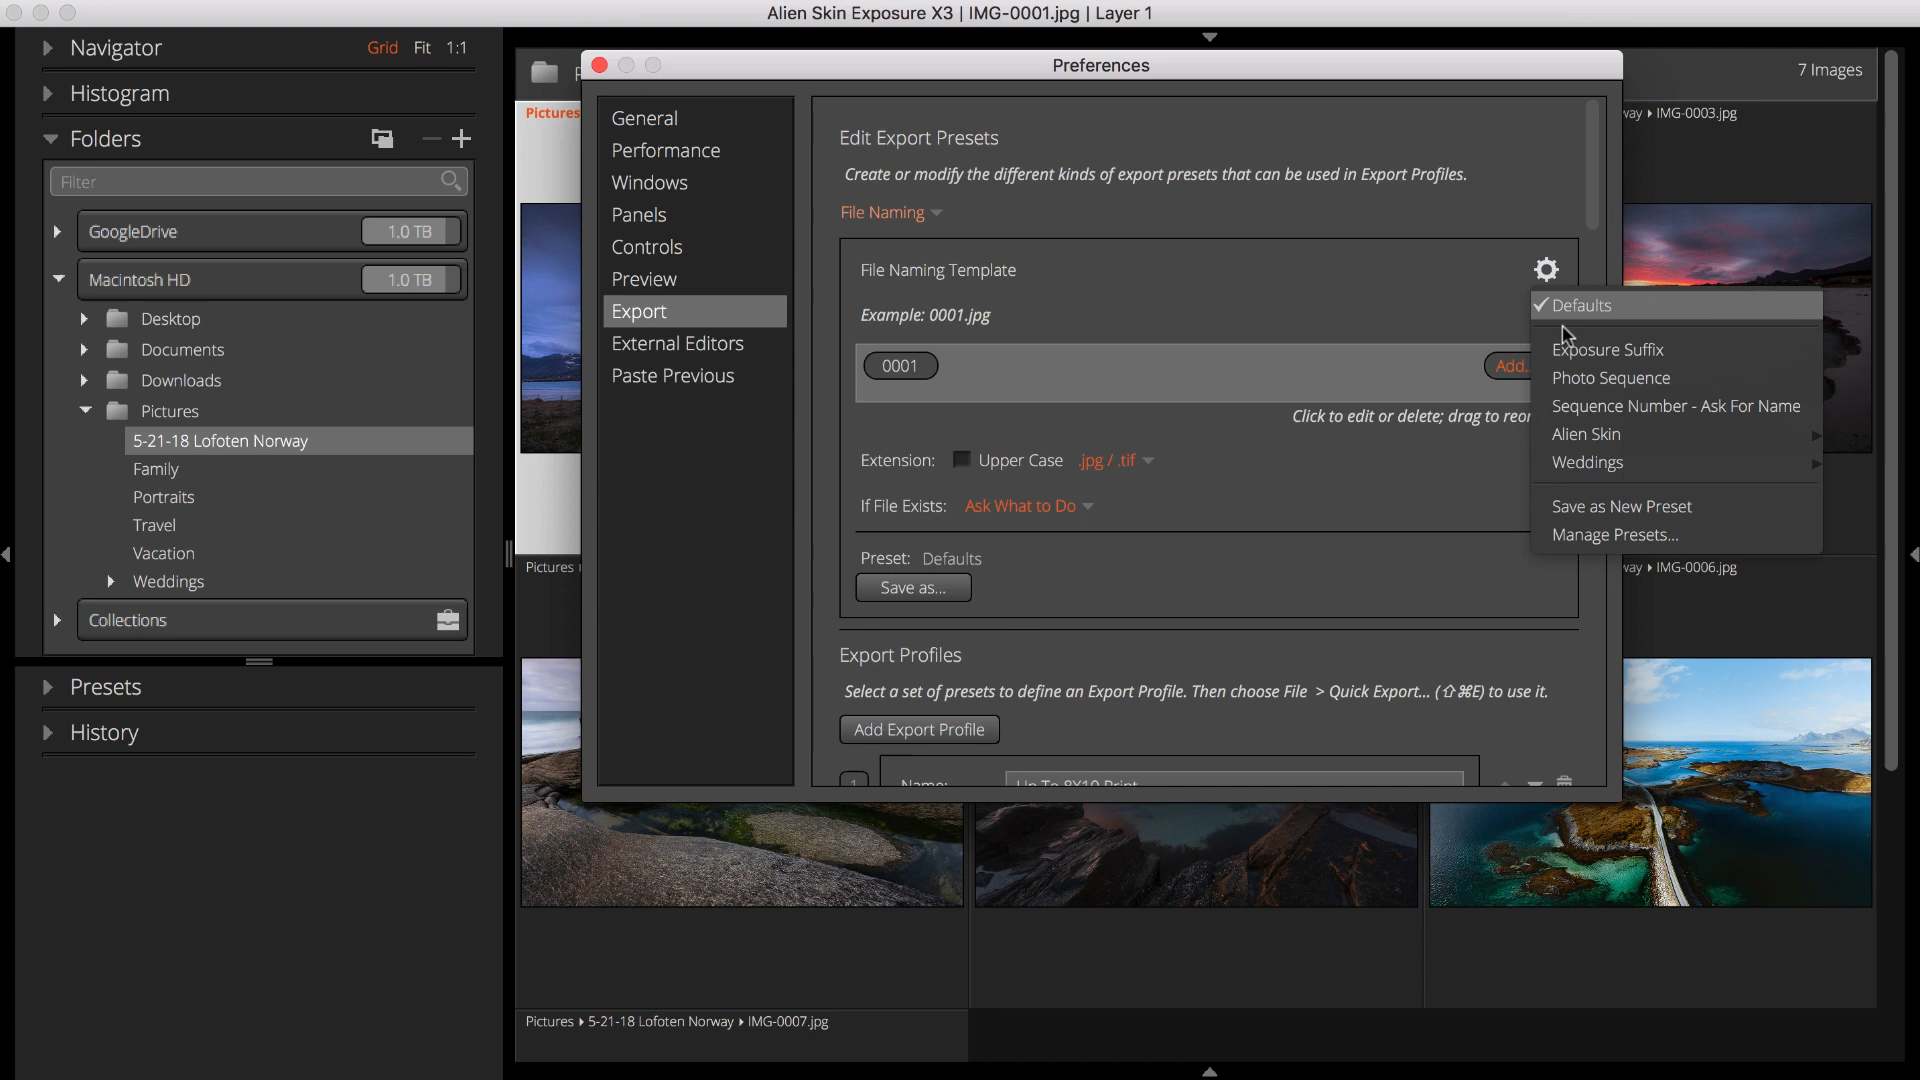 Alien Skin Exposure X3 | IMG-0001.jpg | Layer 1
Navigator
Grid Fit 1:1
Histogram
Folders
Filter
GoogleDrive
1.0 TB
Macintosh HD
1.0 TB
Desktop
Documents
Downloads
Pictures
5-21-18 Lofoten Norway
Family
Portraits
Travel
Vacation
Weddings
Collections
Presets
History
7 Images
Pictures
IMG-0003.jpg
Preferences
General
Performance
Windows
Panels
Controls
Preview
Export
External Editors
Paste Previous
Edit Export Presets
Create or modify the different kinds of export presets that can be used in Export Profiles.
File Naming
File Naming Template
Example: 0001.jpg
0001
Add..
Click to edit or delete; drag to reor
Extension: Upper Case .jpg / .tif
If File Exists: Ask What to Do
Preset: Defaults
Save as...
Export Profiles
Select a set of presets to define an Export Profile. Then choose File > Quick Export... (⇧⌘E) to use it.
Add Export Profile
1
Name: Up To 8X10 Print
Defaults
Exposure Suffix
Photo Sequence
Sequence Number - Ask For Name
Alien Skin
Weddings
Save as New Preset
Manage Presets...
Pictures
IMG-0006.jpg
Pictures ▸ 5-21-18 Lofoten Norway ▸ IMG-0007.jpg